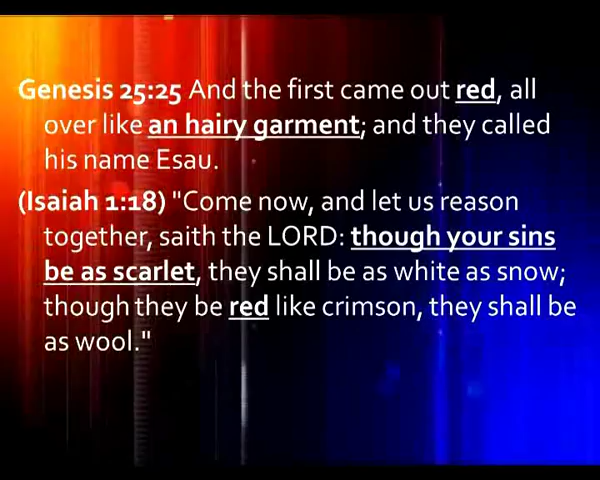 Genesis 25:25 And the first came out red, all
over like an hairy garment; and they called
his name Esau.
(Isaiah 1:18) "Come now, and let us reason
together, saith the LORD: though your sins
be as scarlet, they shall be as white as snow;
though they be red like crimson, they shall be
as wool."